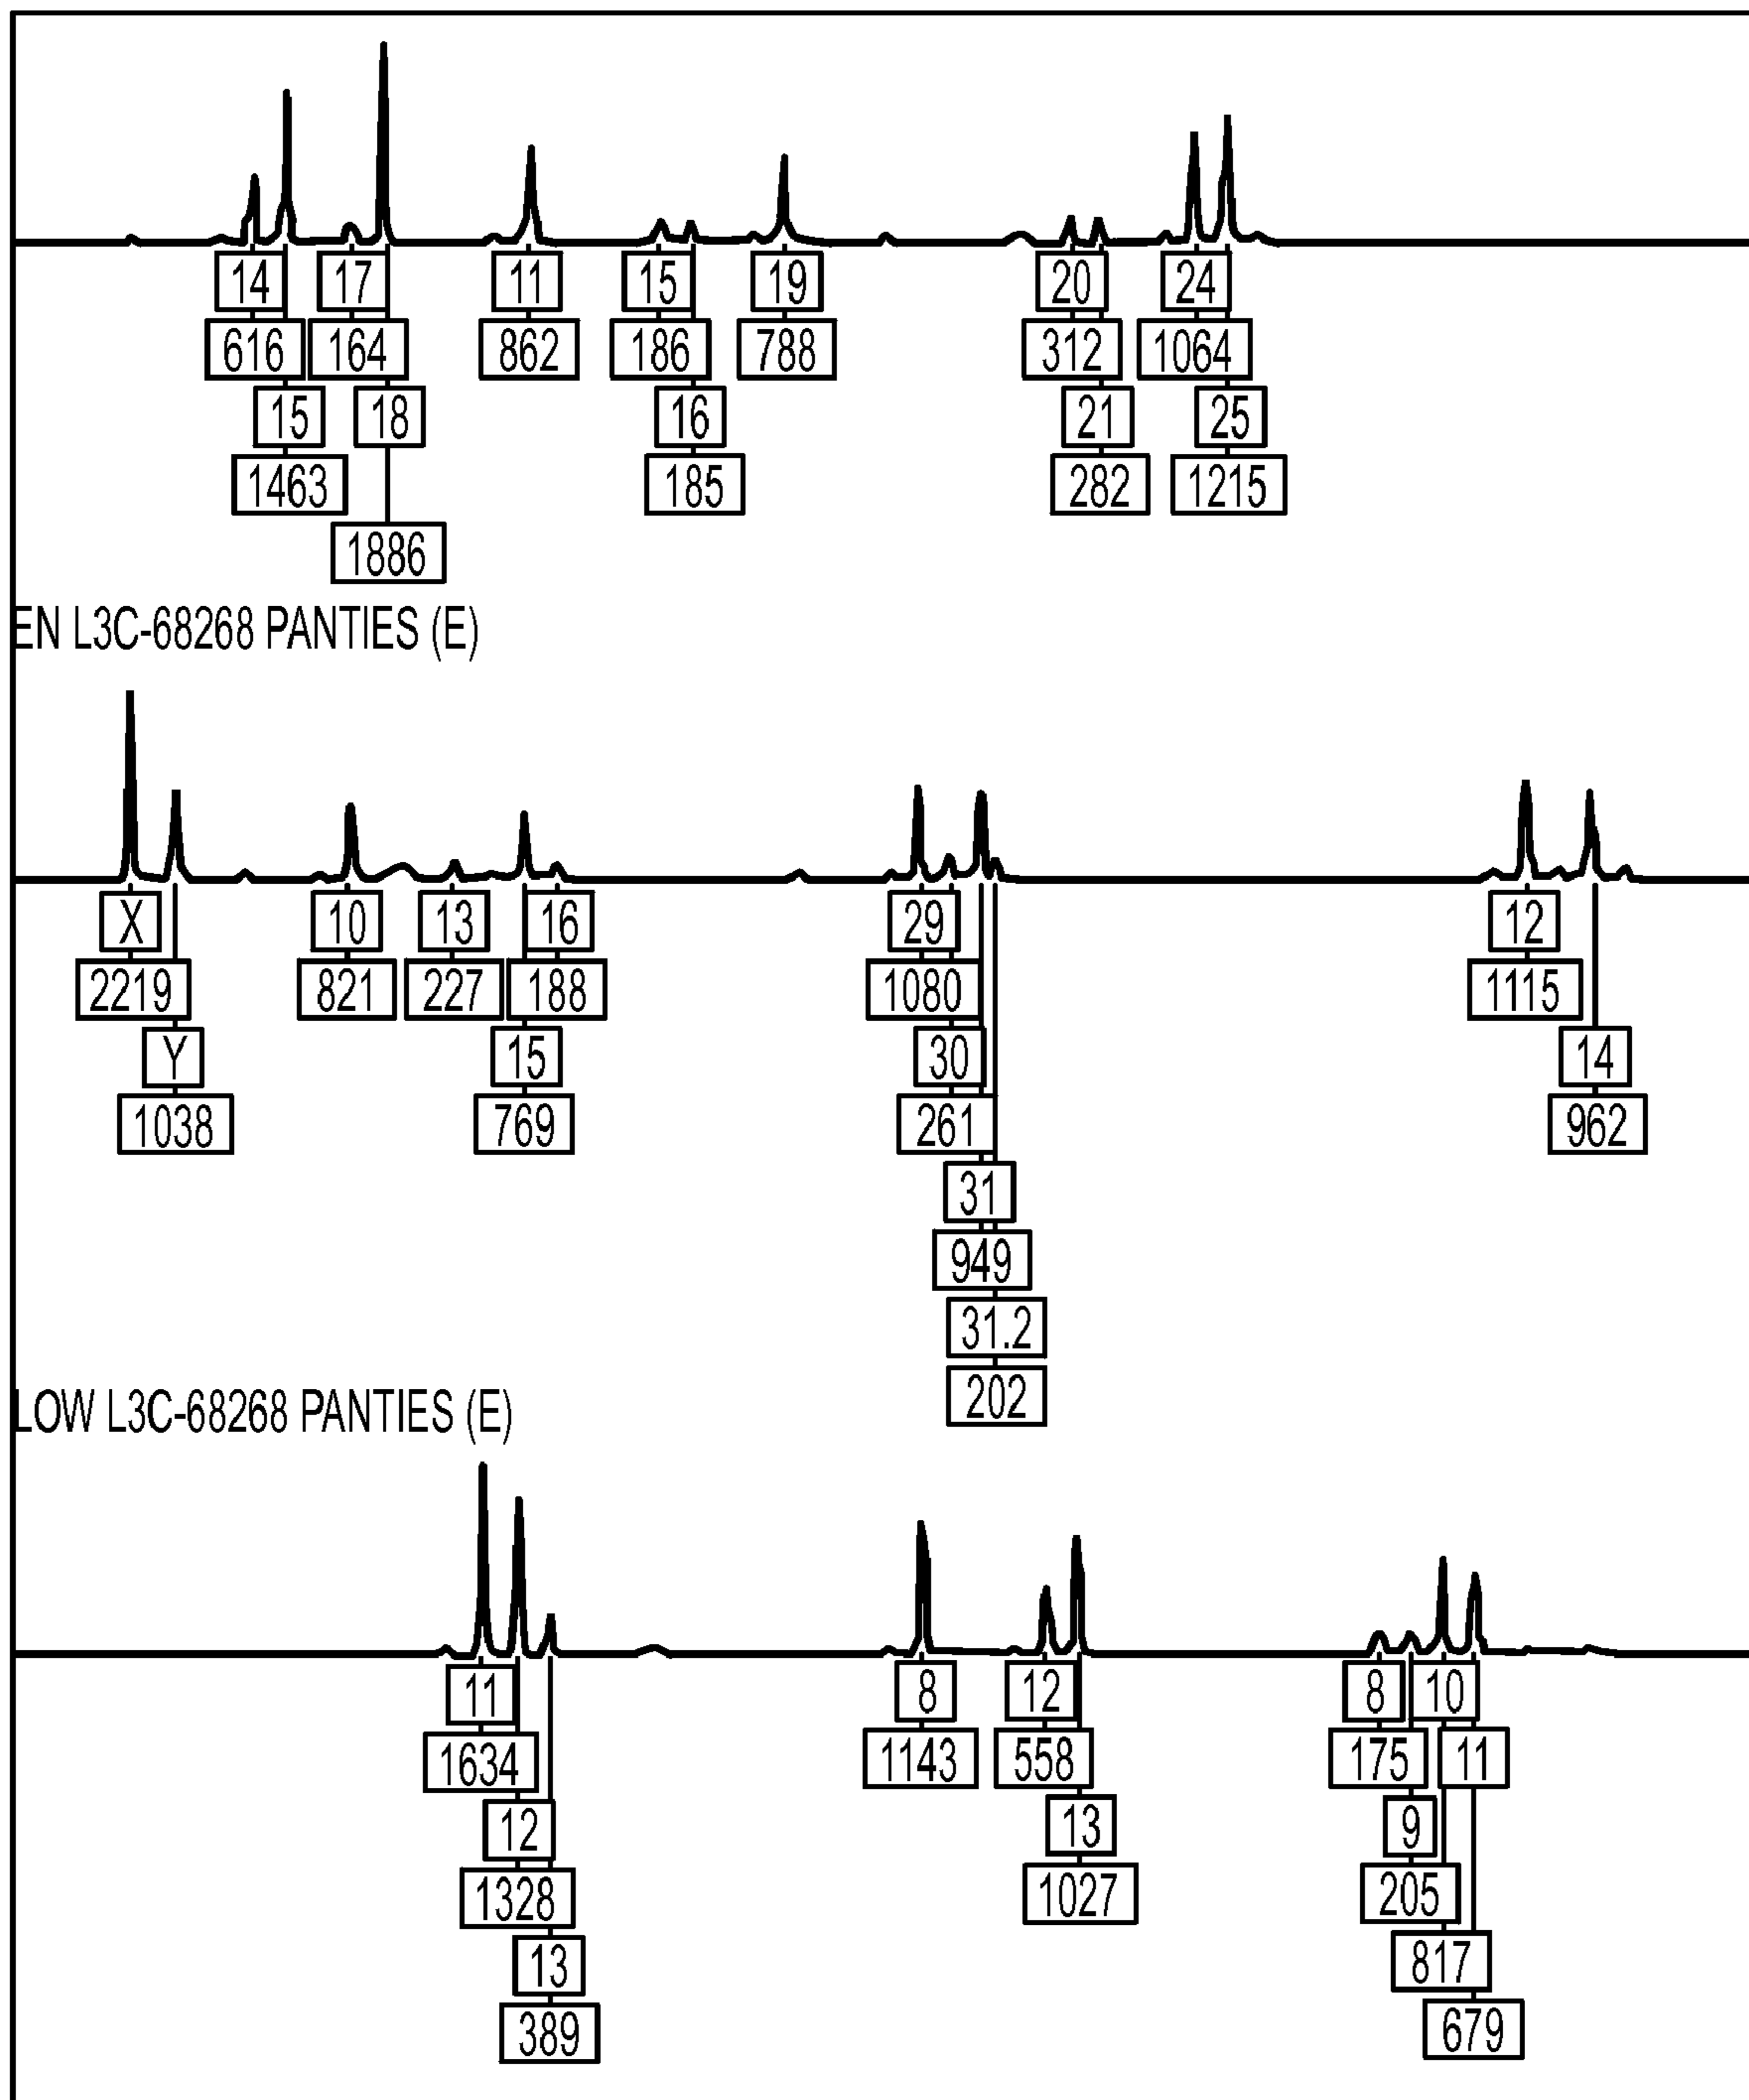 14 17 11 15 19 20 24
616 164 862 186 788 312 1064
15 18 16 21 25
1463 185 282 1215
1886
EN L3C-68268 PANTIES (E)
X 10 13 16 29 12
2219 821 227 188 1080 1115
Y 15 30 14
1038 769 261 962
31
949
31.2
202
LOW L3C-68268 PANTIES (E)
11 8 12 8 10
1634 1143 558 175 11
12 13 9
1328 1027 205
13 817
389 679